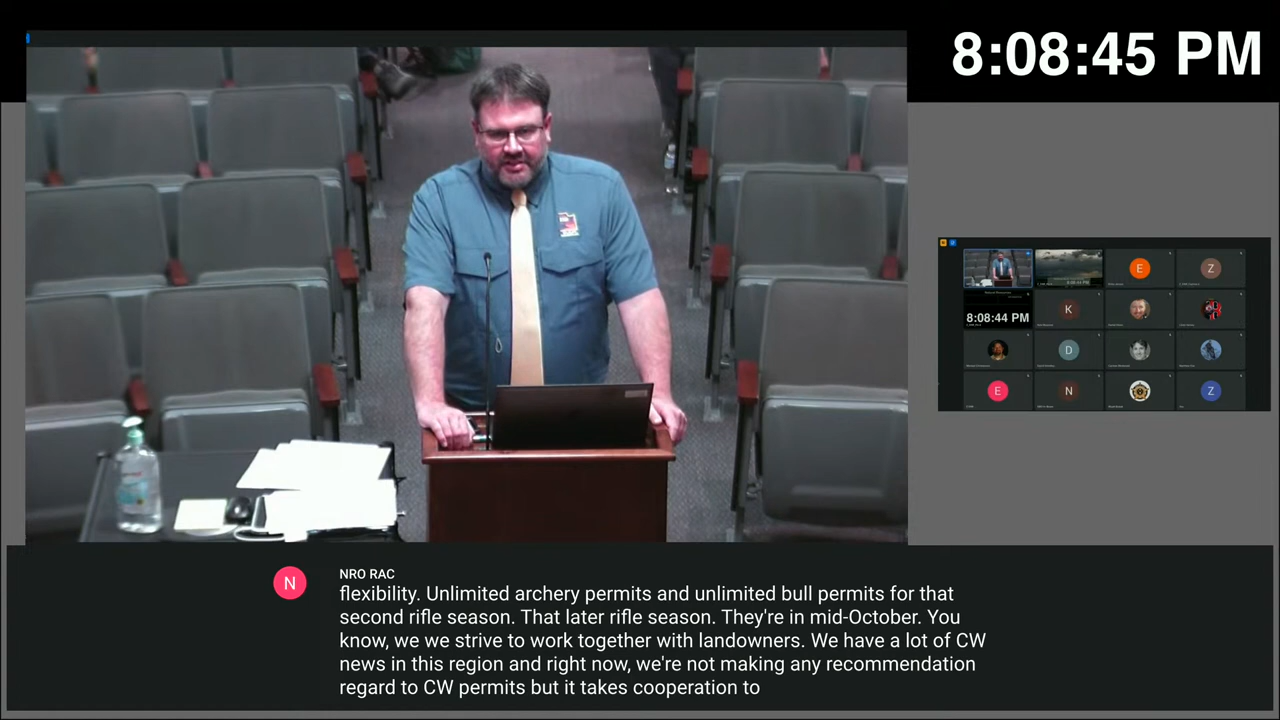 8:08:45 PM
E
Z
8:08:44 PM
K
D
E
N
Z
N
NRO RAC
flexibility. Unlimited archery permits and unlimited bull permits for that
second rifle season. That later rifle season. They're in mid-October. You
know, we we strive to work together with landowners. We have a lot of CW
news in this region and right now, we're not making any recommendation
regard to CW permits but it takes cooperation to